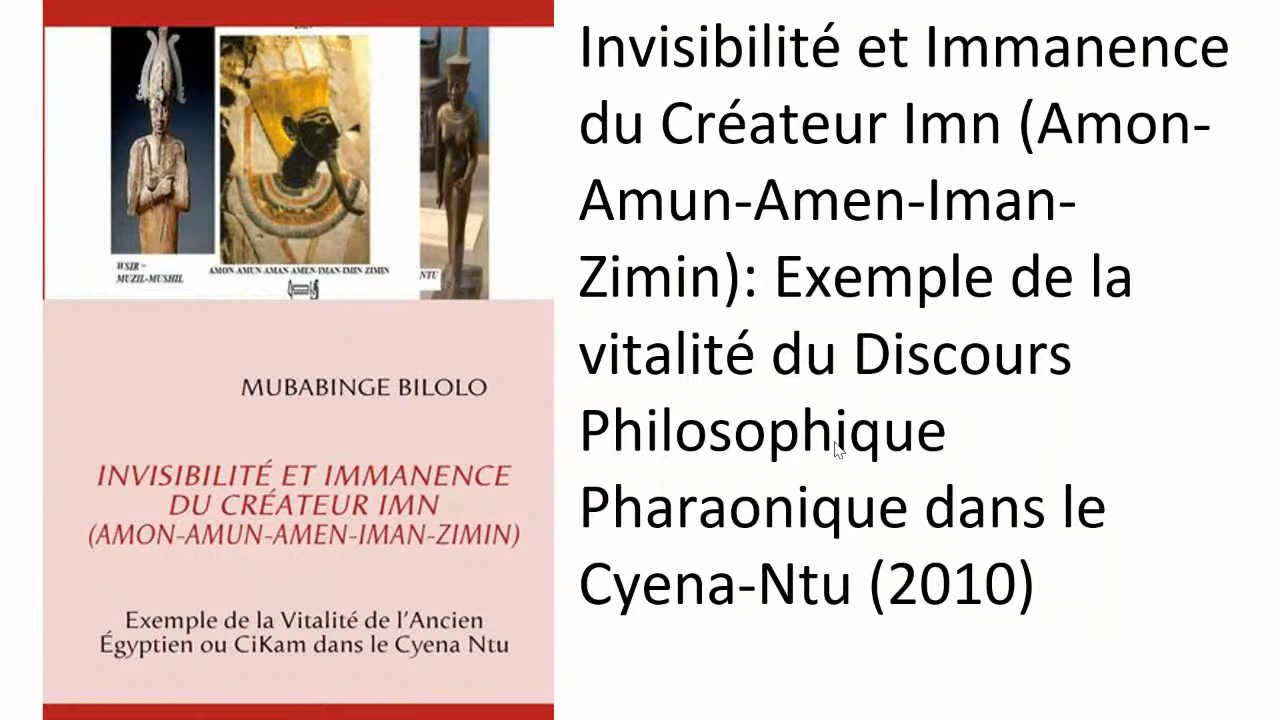 WSIR –
MUZIL-MUSHIL
AMON-AMUN-AMAN-AMEN-IMAN-IMIN-ZIMIN
NTU
MUBABINGE BILOLO
INVISIBILITÉ ET IMMANENCE
DU CRÉATEUR IMN
(AMON-AMUN-AMEN-IMAN-ZIMIN)
Exemple de la Vitalité de l'Ancien
Égyptien ou CiKam dans le Cyena Ntu
Invisibilité et Immanence
du Créateur Imn (Amon-
Amun-Amen-Iman-
Zimin): Exemple de la
vitalité du Discours
Philosophique
Pharaonique dans le
Cyena-Ntu (2010)